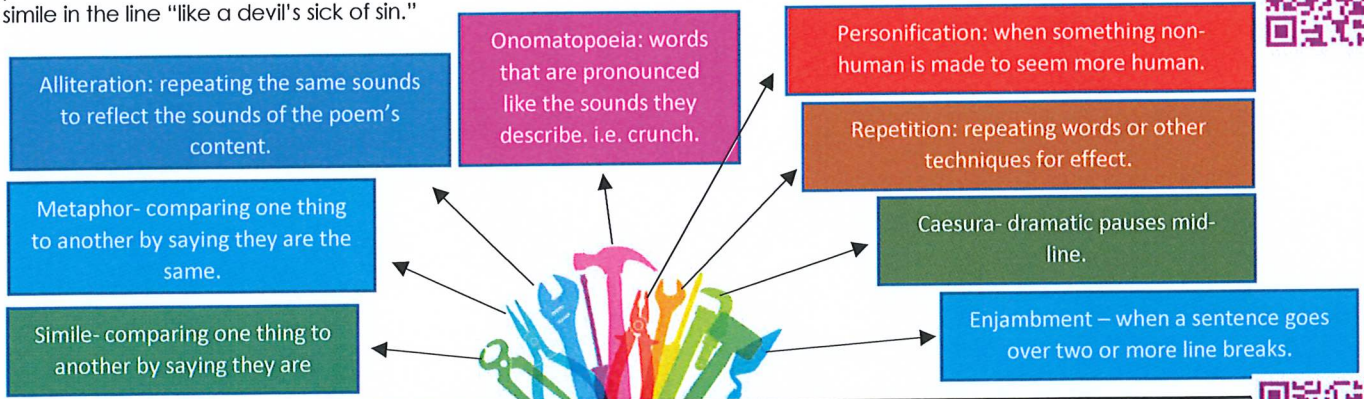 simile in the line “like a devil's sick of sin.”
Alliteration: repeating the same sounds
to reflect the sounds of the poem's
content.
Onomatopoeia: words
that are pronounced
like the sounds they
describe. i.e. crunch.
Personification: when something non-
human is made to seem more human.
Repetition: repeating words or other
techniques for effect.
Metaphor- comparing one thing
to another by saying they are the
same.
Caesura- dramatic pauses mid-
line.
Simile- comparing one thing to
another by saying they are
Enjambment – when a sentence goes
over two or more line breaks.